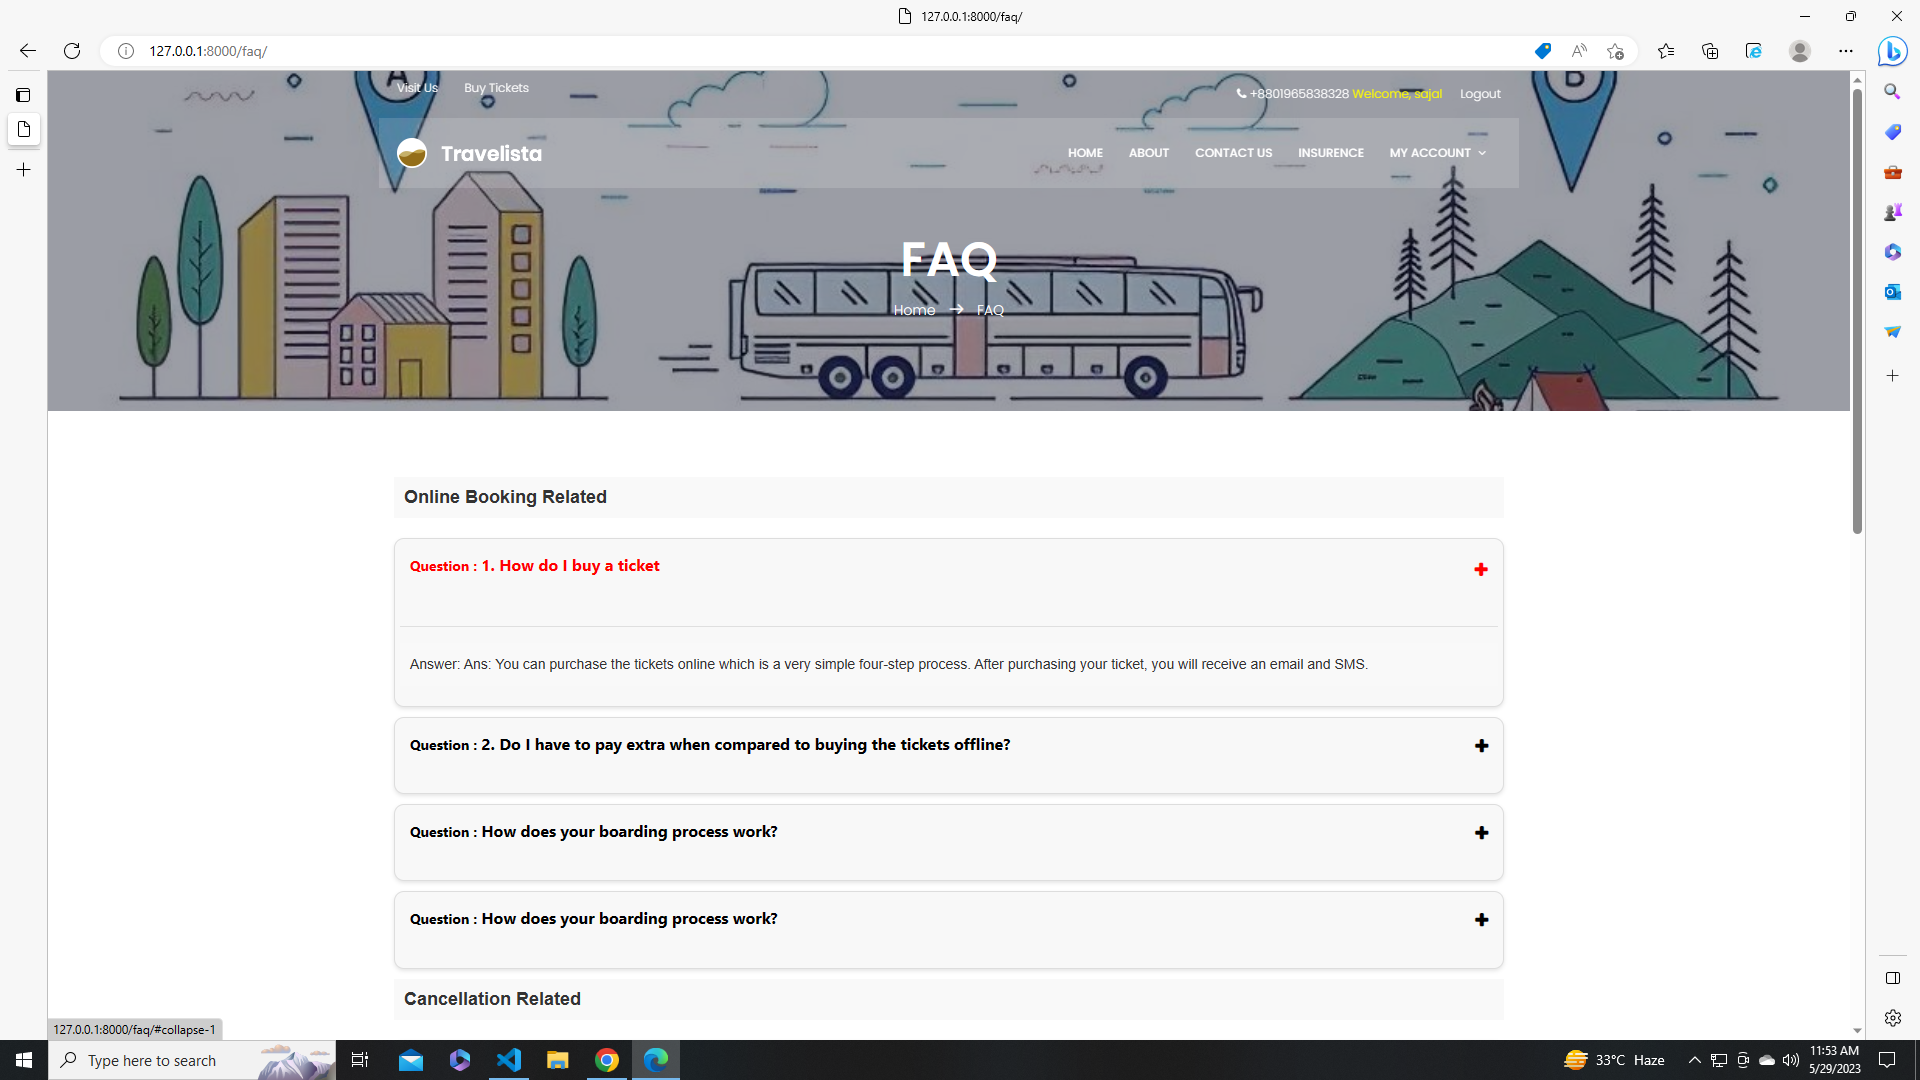 127.0.0.1:8000/faq/
127.0.0.1:8000/faq/
Visit Us
Buy Tickets
+8801965838328 Welcome, sajal
Logout
A
B
Travelista
HOME
ABOUT
CONTACT US
INSURENCE
MY ACCOUNT
FAQ
Home → FAQ
Online Booking Related
Question : 1. How do I buy a ticket
Answer: Ans: You can purchase the tickets online which is a very simple four-step process. After purchasing your ticket, you will receive an email and SMS.
Question : 2. Do I have to pay extra when compared to buying the tickets offline?
Question : How does your boarding process work?
Question : How does your boarding process work?
Cancellation Related
127.0.0.1:8000/faq/#collapse-1
Type here to search
33°C Haze
11:53 AM
5/29/2023